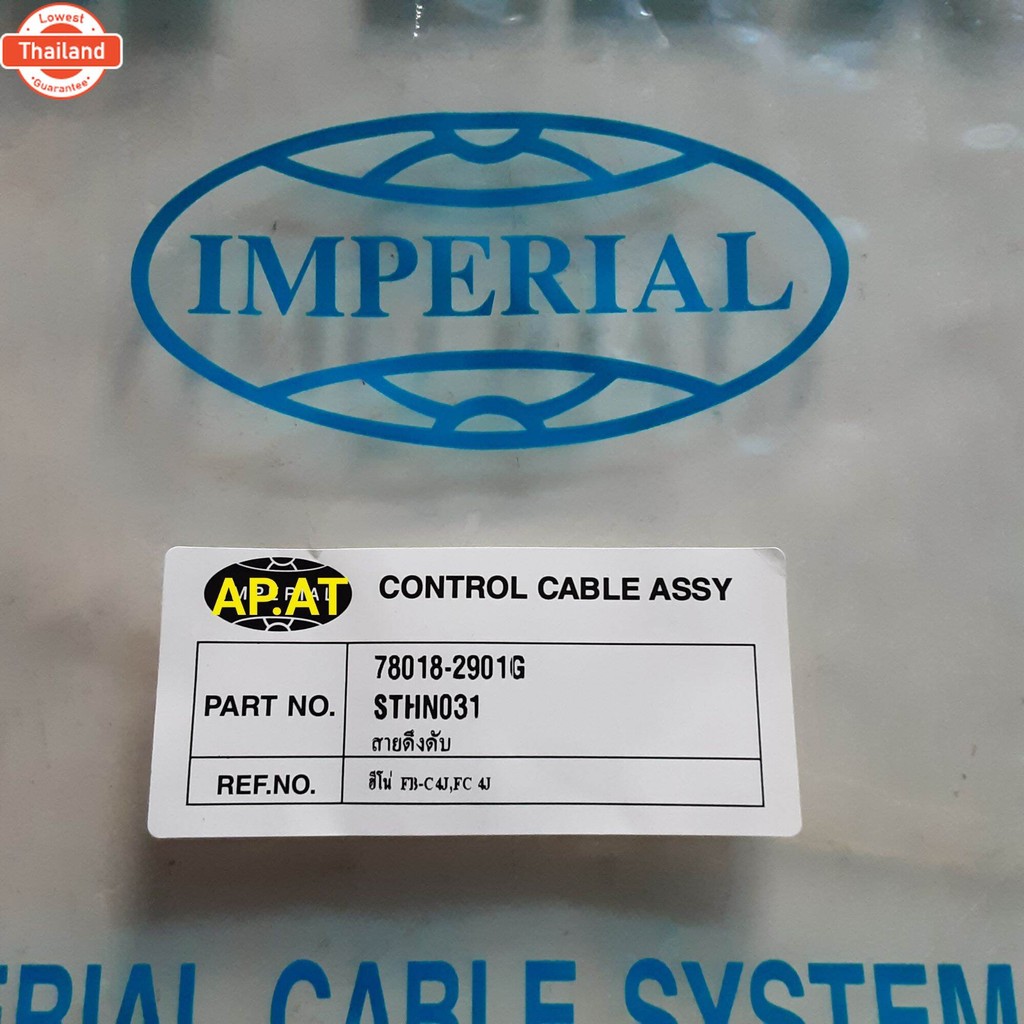 Lowest
Thailand
Guarantee
IMPERIAL
AP.AT
IMPERIAL
CONTROL CABLE ASSY
PART NO.
78018-2901G
STHN031
สายดึงดับ
REF.NO.
ฮีโน่ FB-C4J,FC 4J
ERIAL CABLE SYSTEM